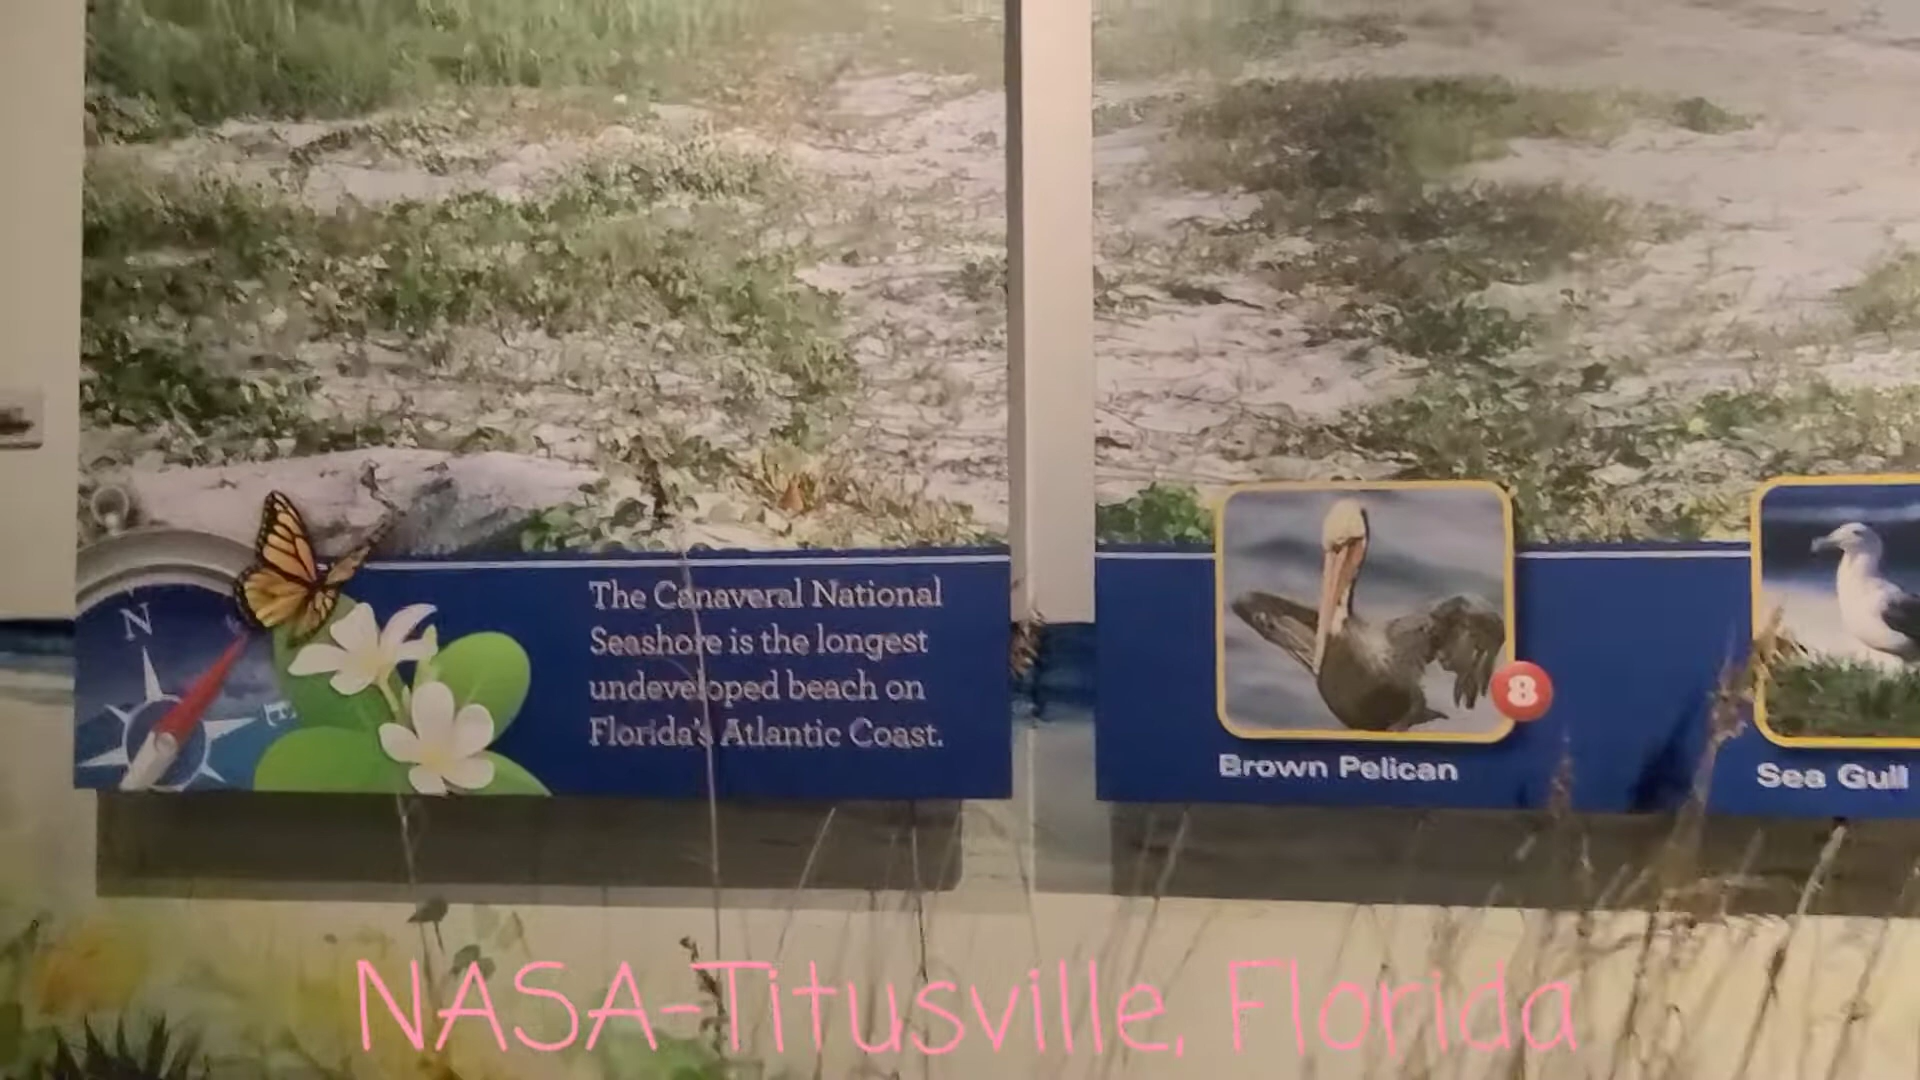 N
E
The Canaveral National
Seashore is the longest
undeveloped beach on
Florida's Atlantic Coast.
8
Brown Pelican
Sea Gull
NASA-Titusville, Florida